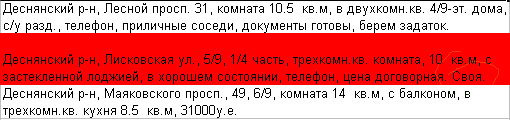 Деснянский р-н, Лесной просп. 31, комната 10.5 кв.м, в двухкомн.кв. 4/9-эт. дома,
с/у разд., телефон, приличные соседи, документы готовы, берем задаток.
Деснянский р-н, Лисковская ул., 5/9, 1/4 часть, трехкомн.кв. комната, 10 кв.м, с
застекленной лоджией, в хорошем состоянии, телефон, цена договорная. Своя.
Деснянский р-н, Маяковского просп., 49, 6/9, комната 14 кв.м, с балконом, в
трехкомн.кв. кухня 8.5 кв.м, 31000у.е.